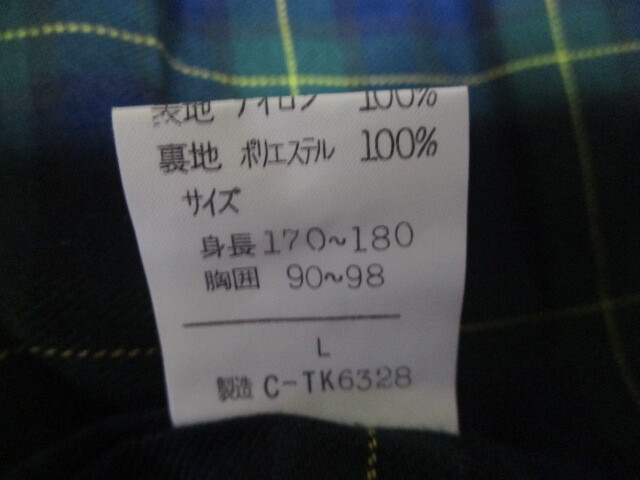 表地 ナイロン 100%
裏地 ポリエステル 100%
サイズ
身長 170~180
胸囲 90~98
L
製造 C-TK6328